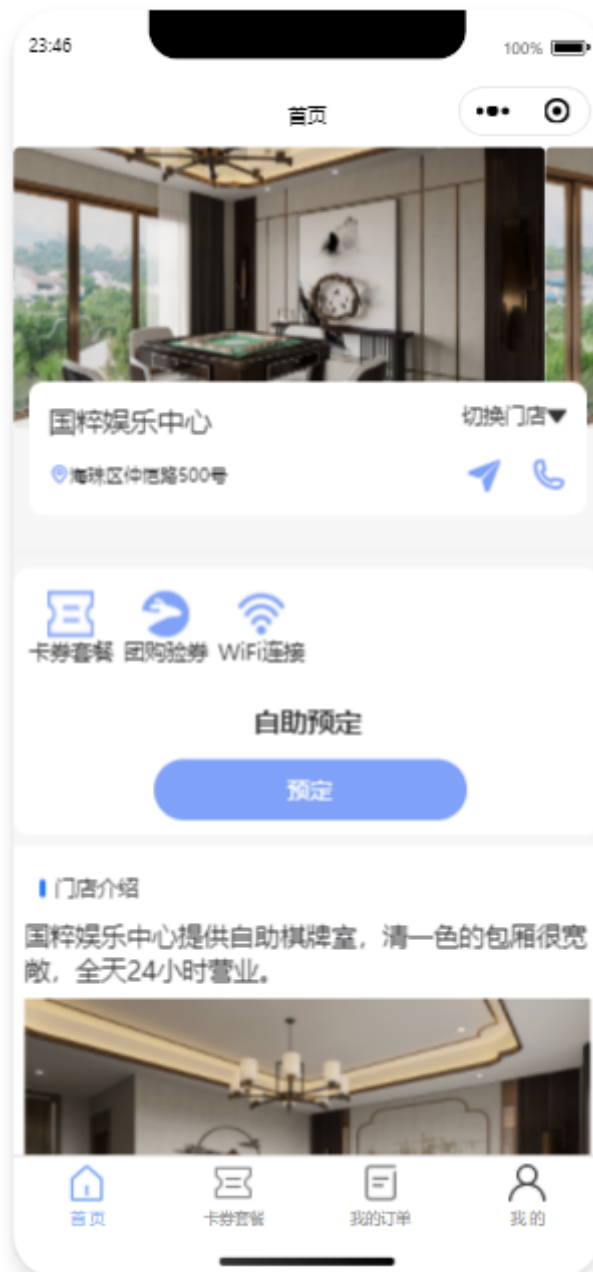 23:46
100%
首页
国粹娱乐中心
切换门店▼
海珠区仲恺路500号
卡券套餐 团购验券 WiFi连接
自助预定
预定
门店介绍
国粹娱乐中心提供自助棋牌室，清一色的包厢很宽
敞，全天24小时营业。
首页 卡券套餐 我的订单 我的